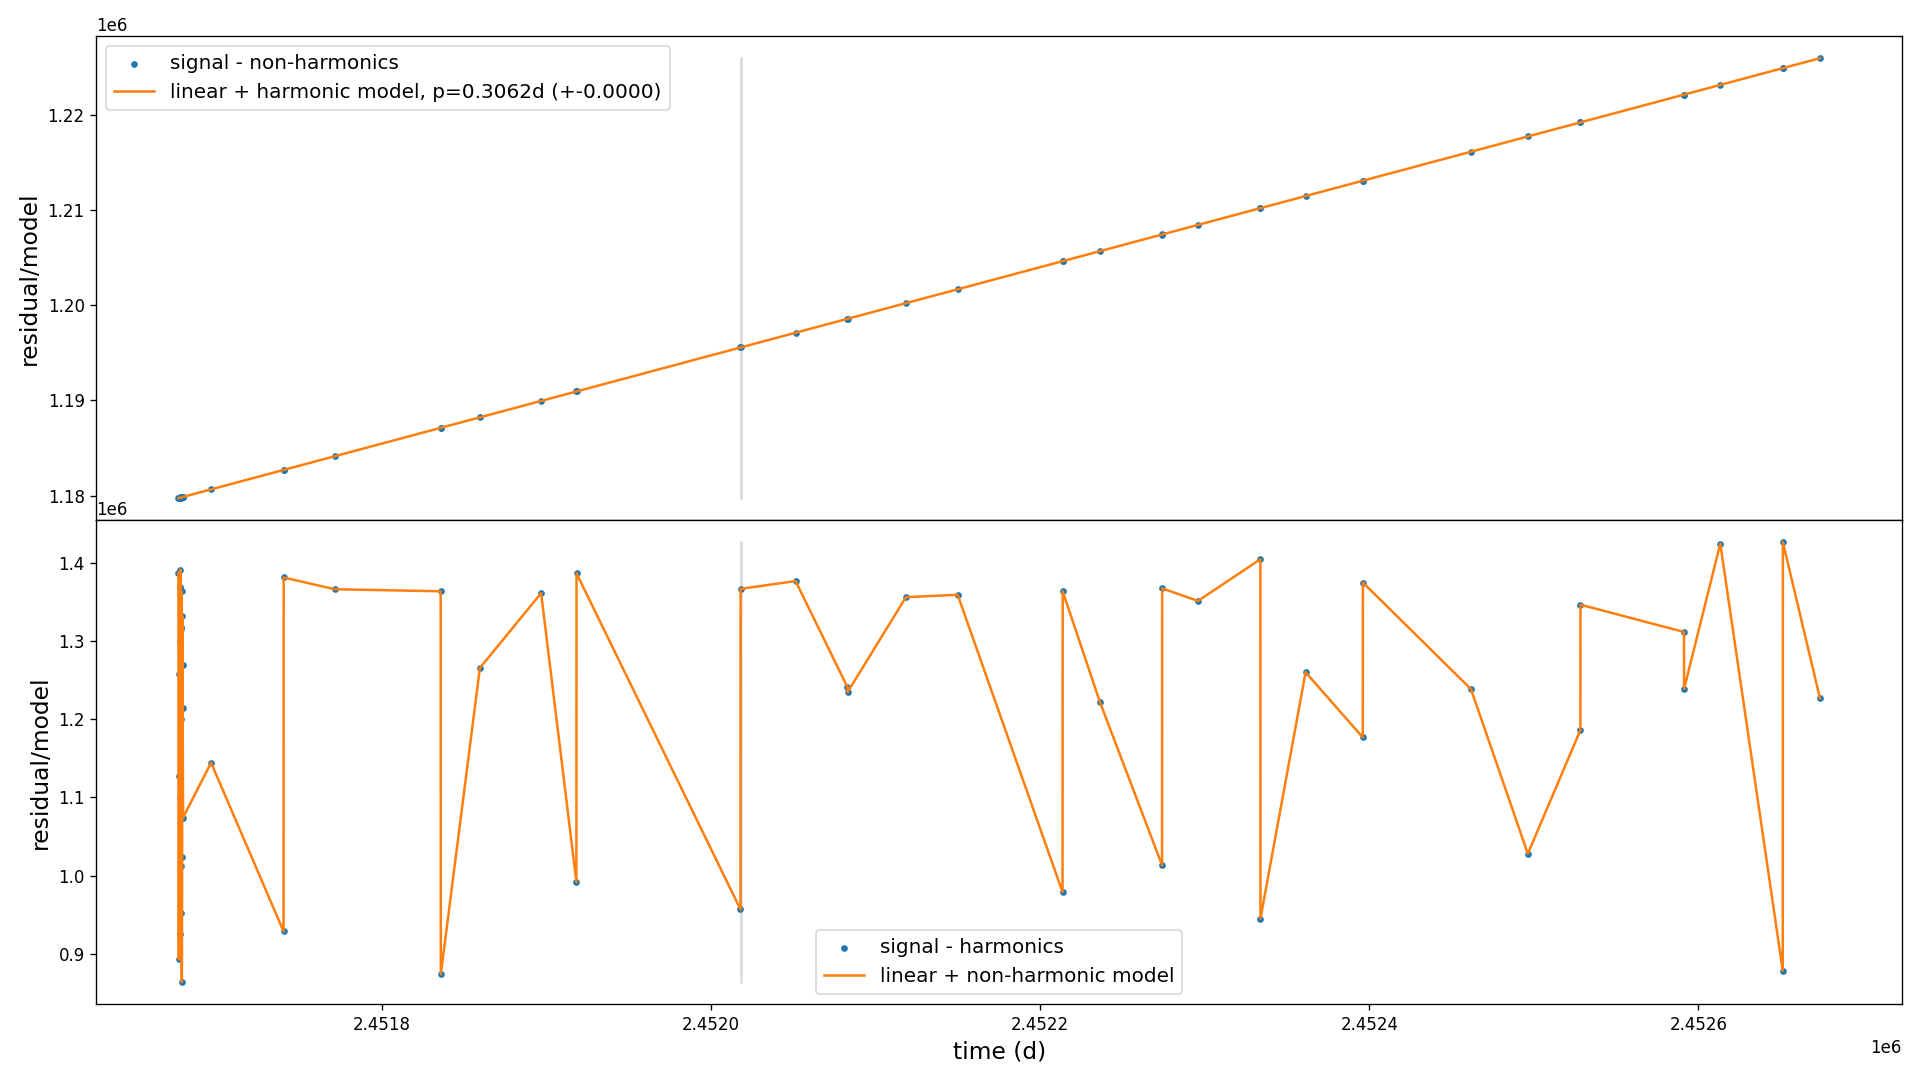 1e6
signal - non-harmonics
linear + harmonic model, p=0.3062d (+-0.0000)
1.22
1.21
1.20
1.19
1.18
residual/model
1e6
1.4
1.3
1.2
1.1
1.0
0.9
residual/model
signal - harmonics
linear + non-harmonic model
2.4518 2.4520 2.4522 2.4524 2.4526
time (d)
1e6